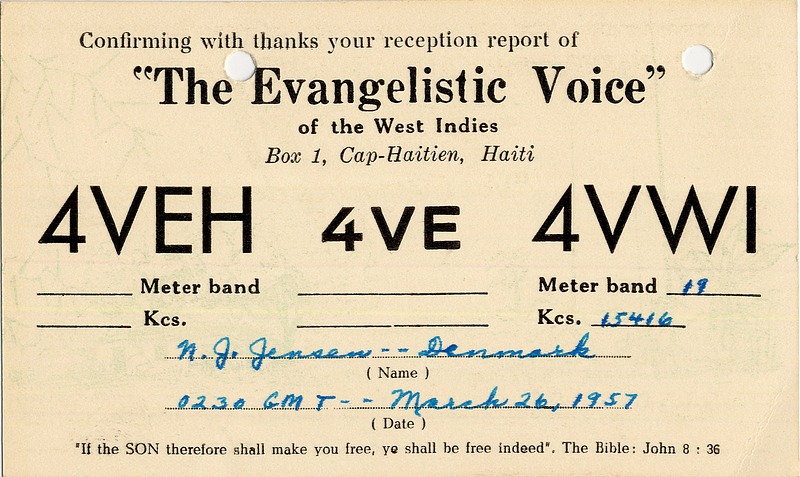 Confirming with thanks your reception report of
"The Evangelistic Voice"
of the West Indies
Box 1, Cap-Haitien, Haiti
4VEH 4VE 4VWI
Meter band Meter band 19
Kcs. Kcs. 15416
N. J. Jensen -- Denmark
( Name )
0230 GMT -- March 26, 1957
( Date )
"If the SON therefore shall make you free, ye shall be free indeed". The Bible: John 8 : 36